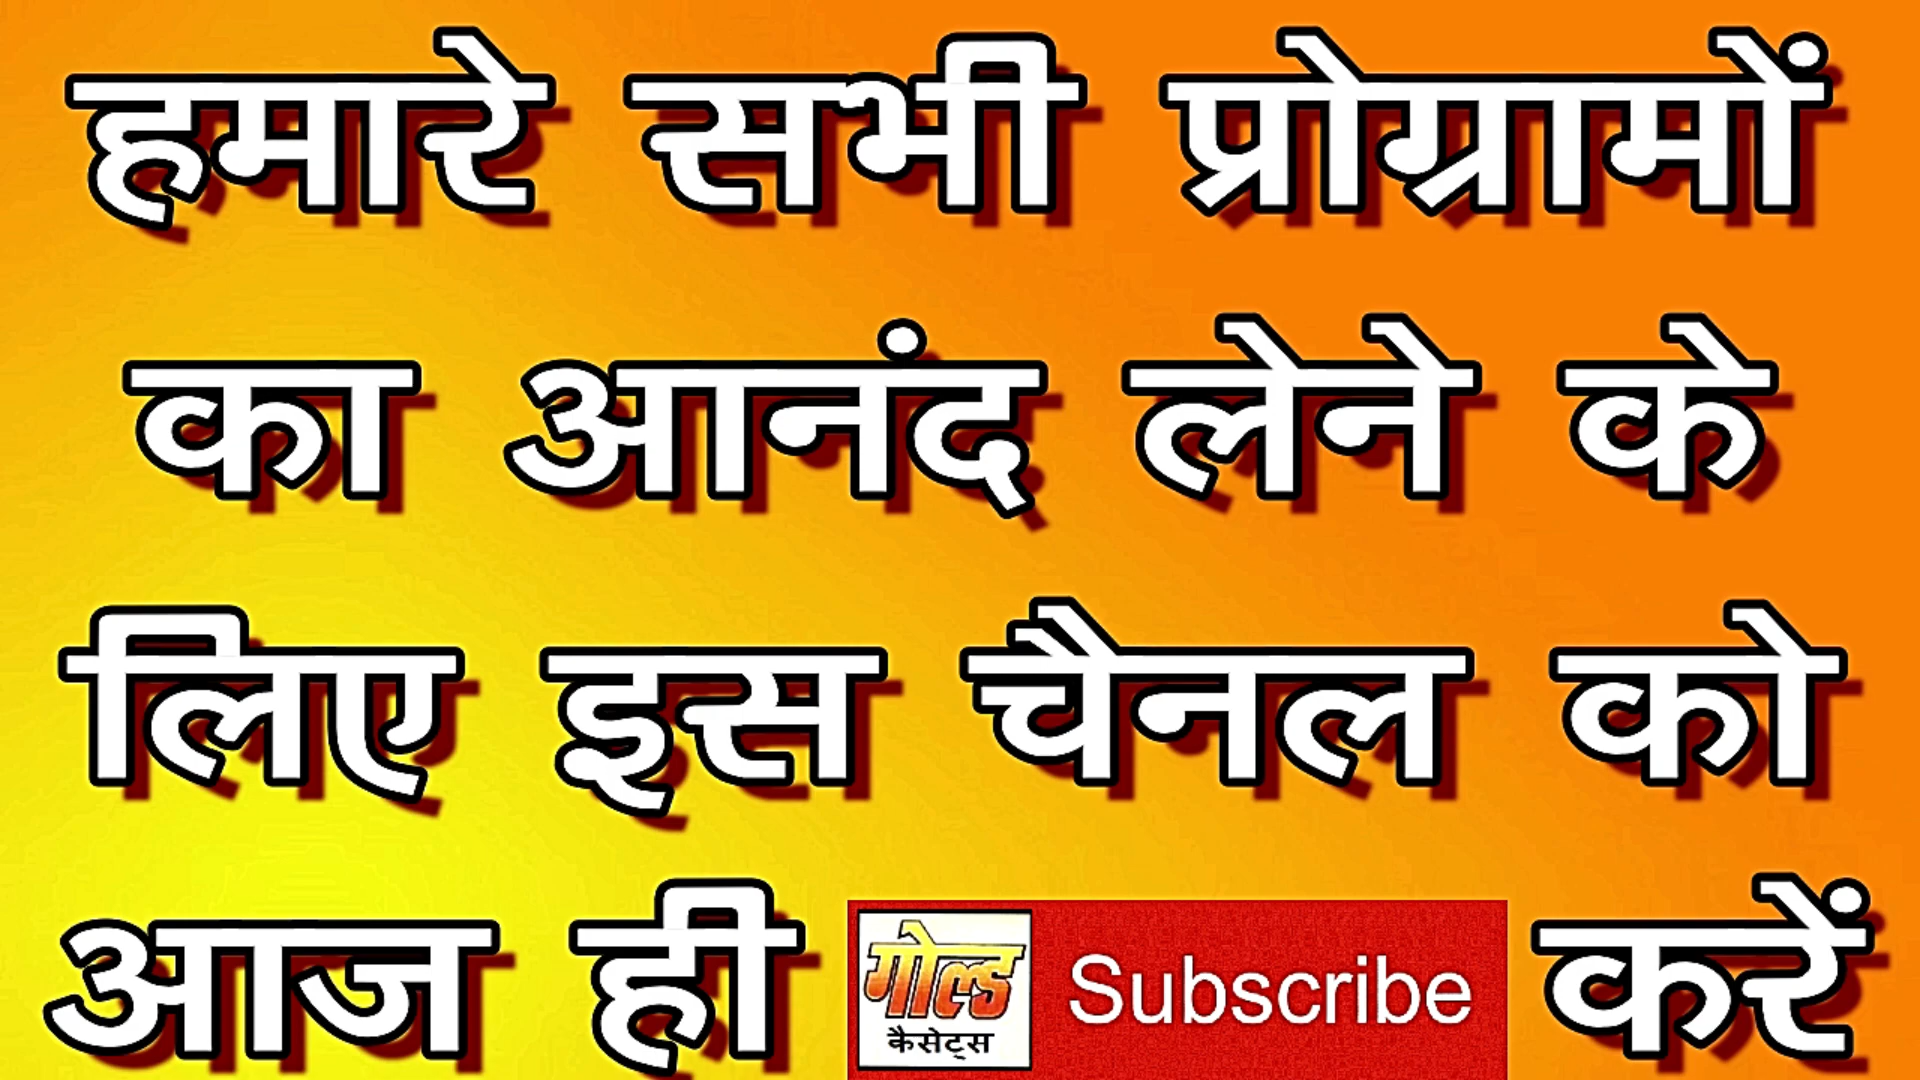 हमारे सभी प्रोग्रामों
का आनंद लेने के
लिए इस चैनल को
आज ही गोल्ड कैसेट्स Subscribe करें